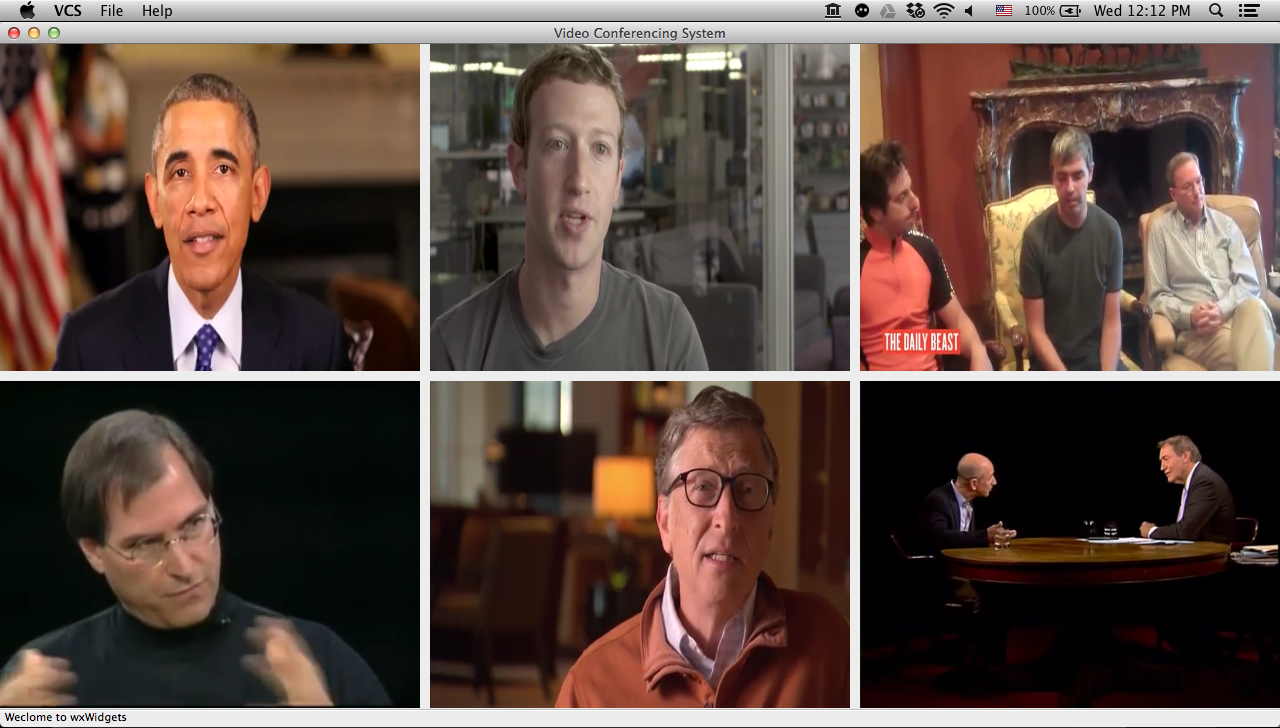 VCS File Help 100% Wed 12:12 PM
Video Conferencing System
THE DAILY BEAST
Weclome to wxWidgets